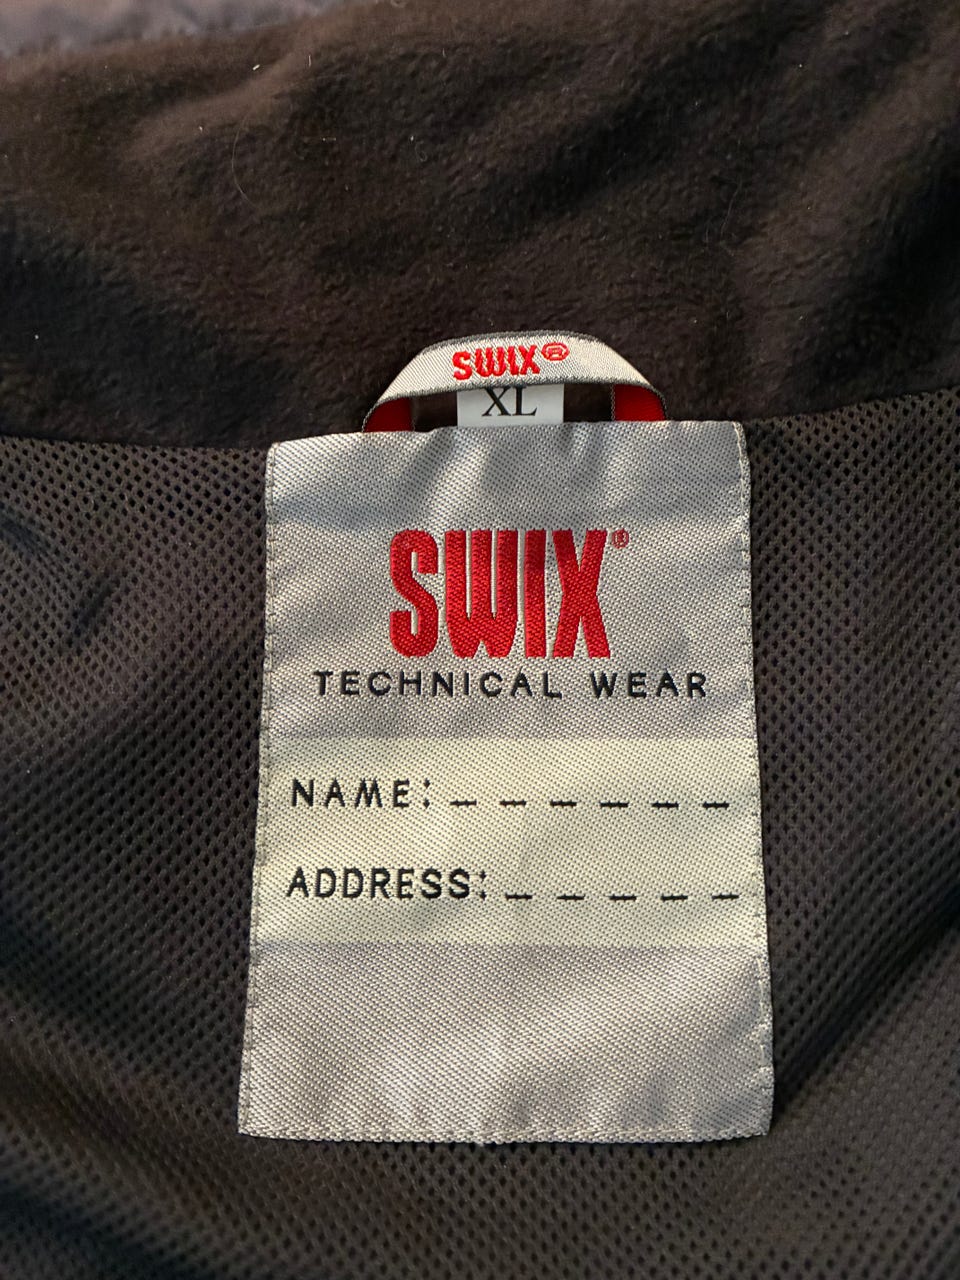 SWIX®
XL
SWIX®
TECHNICAL WEAR
NAME: _ _ _ _ _ _
ADDRESS: _ _ _ _ _